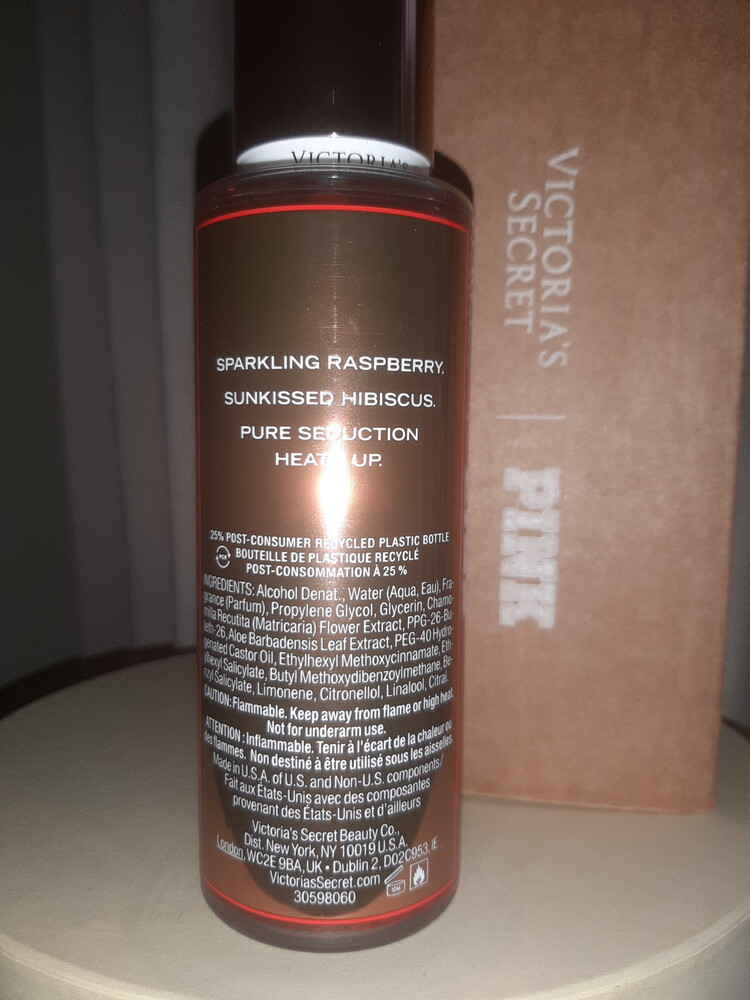 VICTORIA'S
SPARKLING RASPBERRY.
SUNKISSED HIBISCUS.
PURE SEDUCTION
HEATS UP.
25% POST-CONSUMER RECYCLED PLASTIC BOTTLE
PCR BOUTEILLE DE PLASTIQUE RECYCLÉ
POST-CONSOMMATION À 25 %
INGREDIENTS: Alcohol Denat., Water (Aqua, Eau), Fra-
grance (Parfum), Propylene Glycol, Glycerin, Chamo-
milla Recutita (Matricaria) Flower Extract, PPG-26-Bu-
teth-26, Aloe Barbadensis Leaf Extract, PEG-40 Hydro-
genated Castor Oil, Ethylhexyl Methoxycinnamate, Eth-
ylhexyl Salicylate, Butyl Methoxydibenzoylmethane, Be-
nzyl Salicylate, Limonene, Citronellol, Linalool, Citral.
CAUTION: Flammable. Keep away from flame or high heat.
Not for underarm use.
ATTENTION : Inflammable. Tenir à l'écart de la chaleur ou
des flammes. Non destiné à être utilisé sous les aisselles.
Made in U.S.A. of U.S. and Non-U.S. components/
Fait aux États-Unis avec des composantes
provenant des États-Unis et d'ailleurs
Victoria's Secret Beauty Co.,
Dist. New York, NY 10019 U.S.A.
London, WC2E 9BA, UK • Dublin 2, D02C953, IE
VictoriasSecret.com 12M
30598060
VICTORIA'S
SECRET
PINK